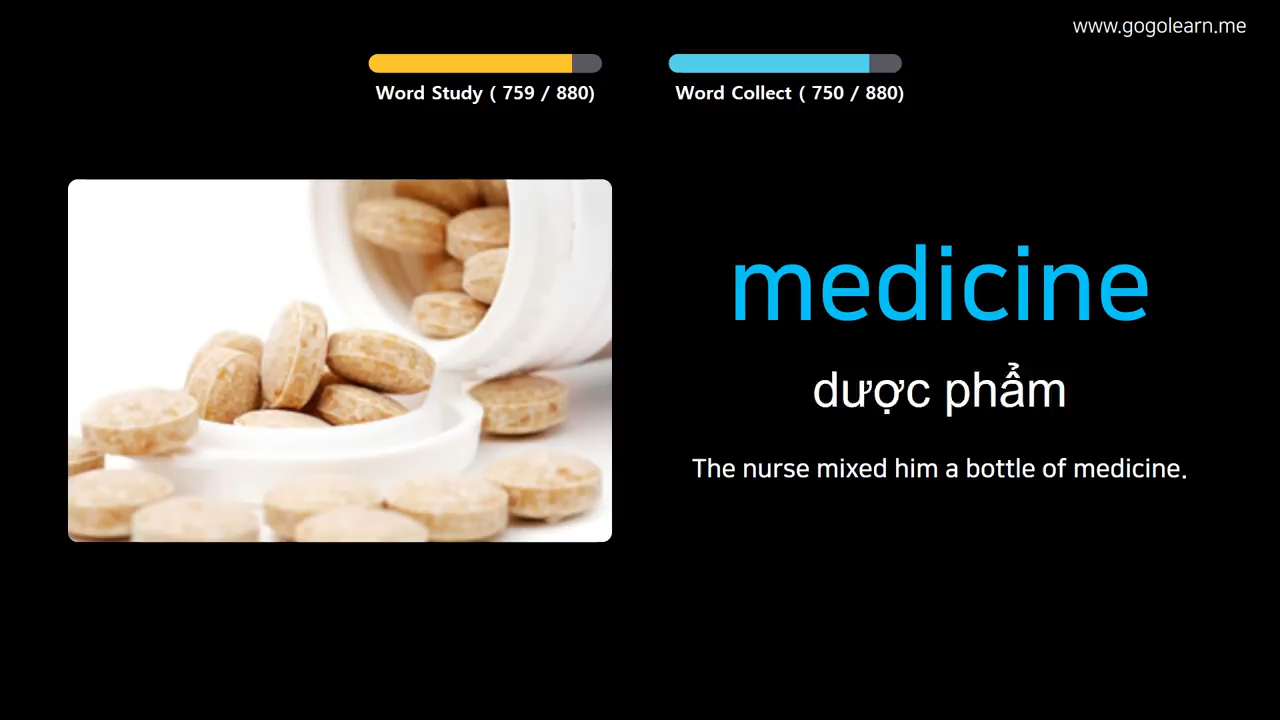 www.gogolearn.me
Word Study ( 759 / 880)
Word Collect ( 750 / 880)
medicine
dược phẩm
The nurse mixed him a bottle of medicine.